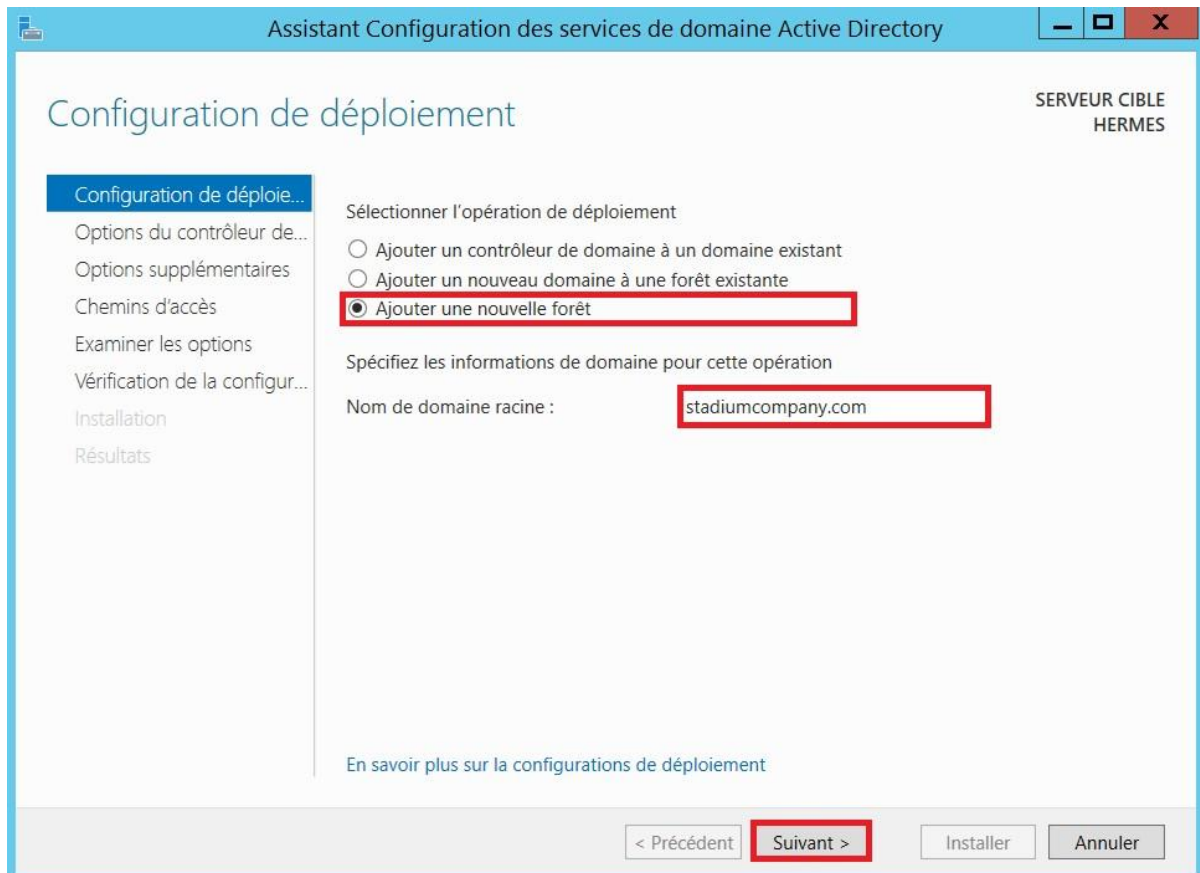 Assistant Configuration des services de domaine Active Directory
Configuration de déploiement
SERVEUR CIBLE
HERMES
Configuration de déploie...
Options du contrôleur de...
Options supplémentaires
Chemins d'accès
Examiner les options
Vérification de la configur...
Installation
Résultats
Sélectionner l'opération de déploiement
Ajouter un contrôleur de domaine à un domaine existant
Ajouter un nouveau domaine à une forêt existante
Ajouter une nouvelle forêt
Spécifiez les informations de domaine pour cette opération
Nom de domaine racine : stadiumcompany.com
En savoir plus sur la configurations de déploiement
< Précédent Suivant > Installer Annuler